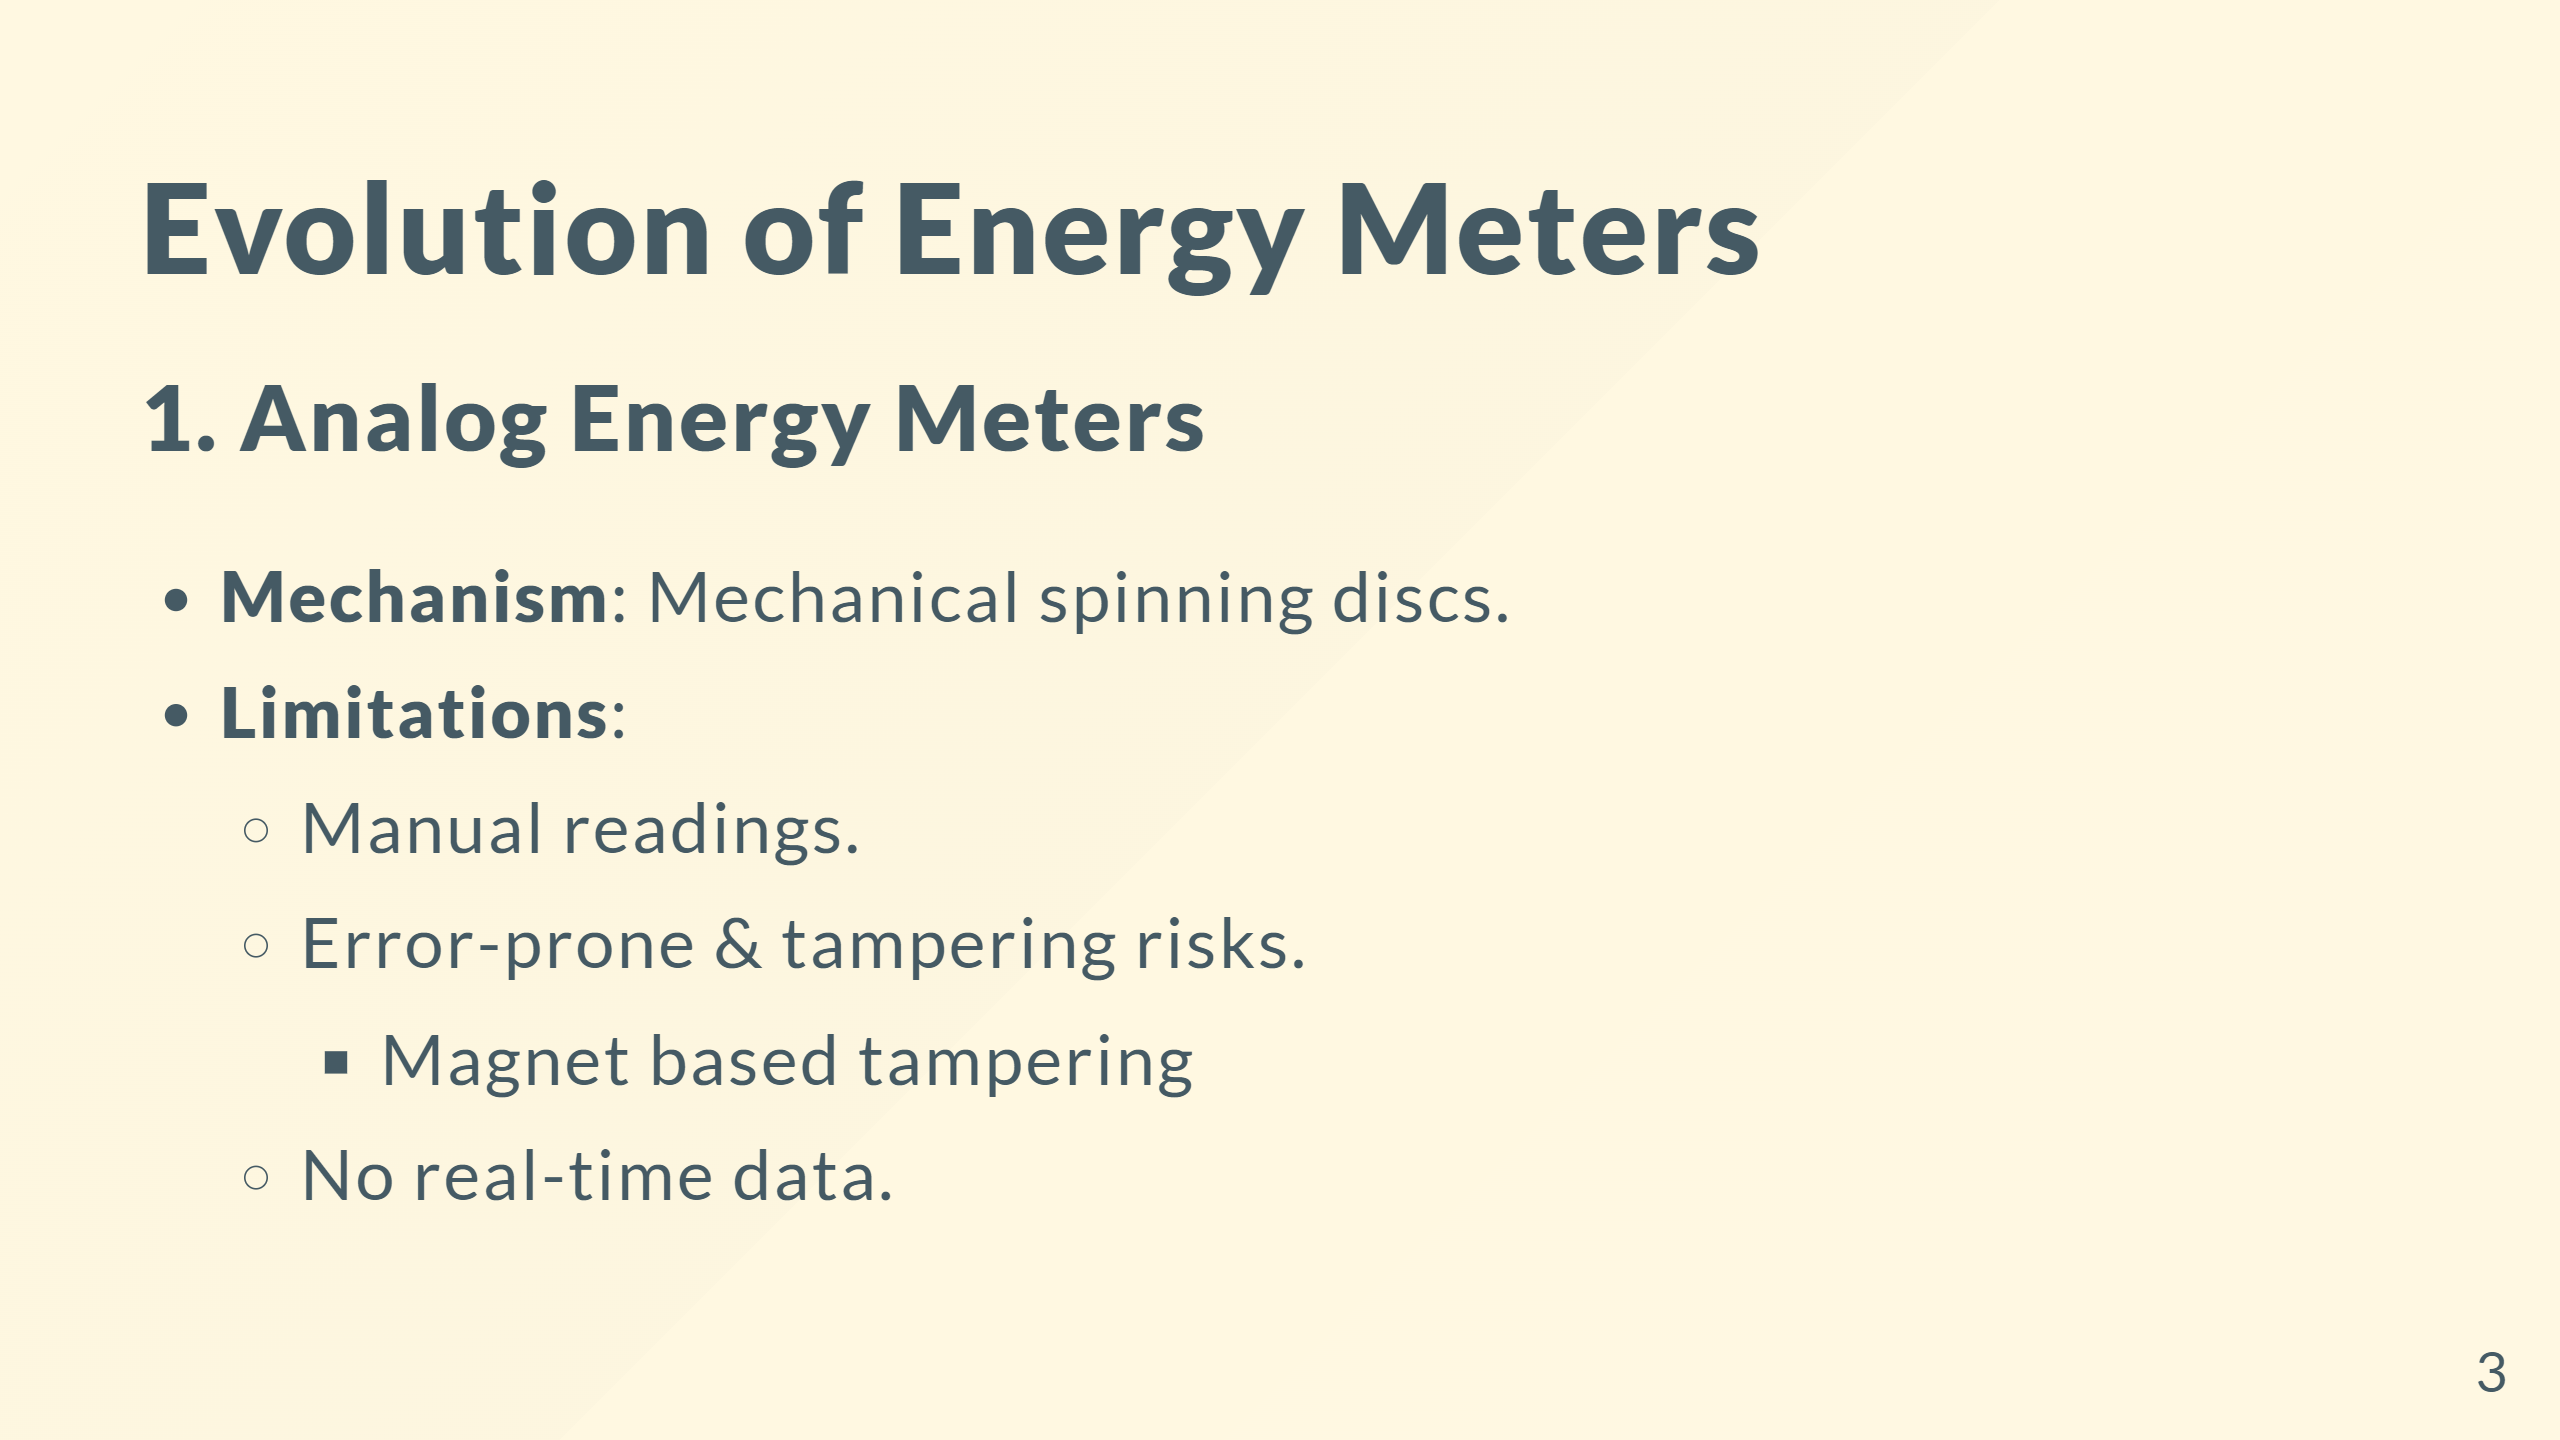 Evolution of Energy Meters
1. Analog Energy Meters
• Mechanism: Mechanical spinning discs.
• Limitations:
○ Manual readings.
○ Error-prone & tampering risks.
▪ Magnet based tampering
○ No real-time data.
3